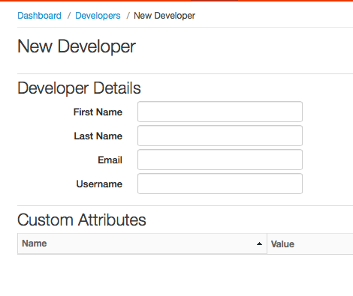 Dashboard / Developers / New Developer
New Developer
Developer Details
First Name
Last Name
Email
Username
Custom Attributes
Name Value